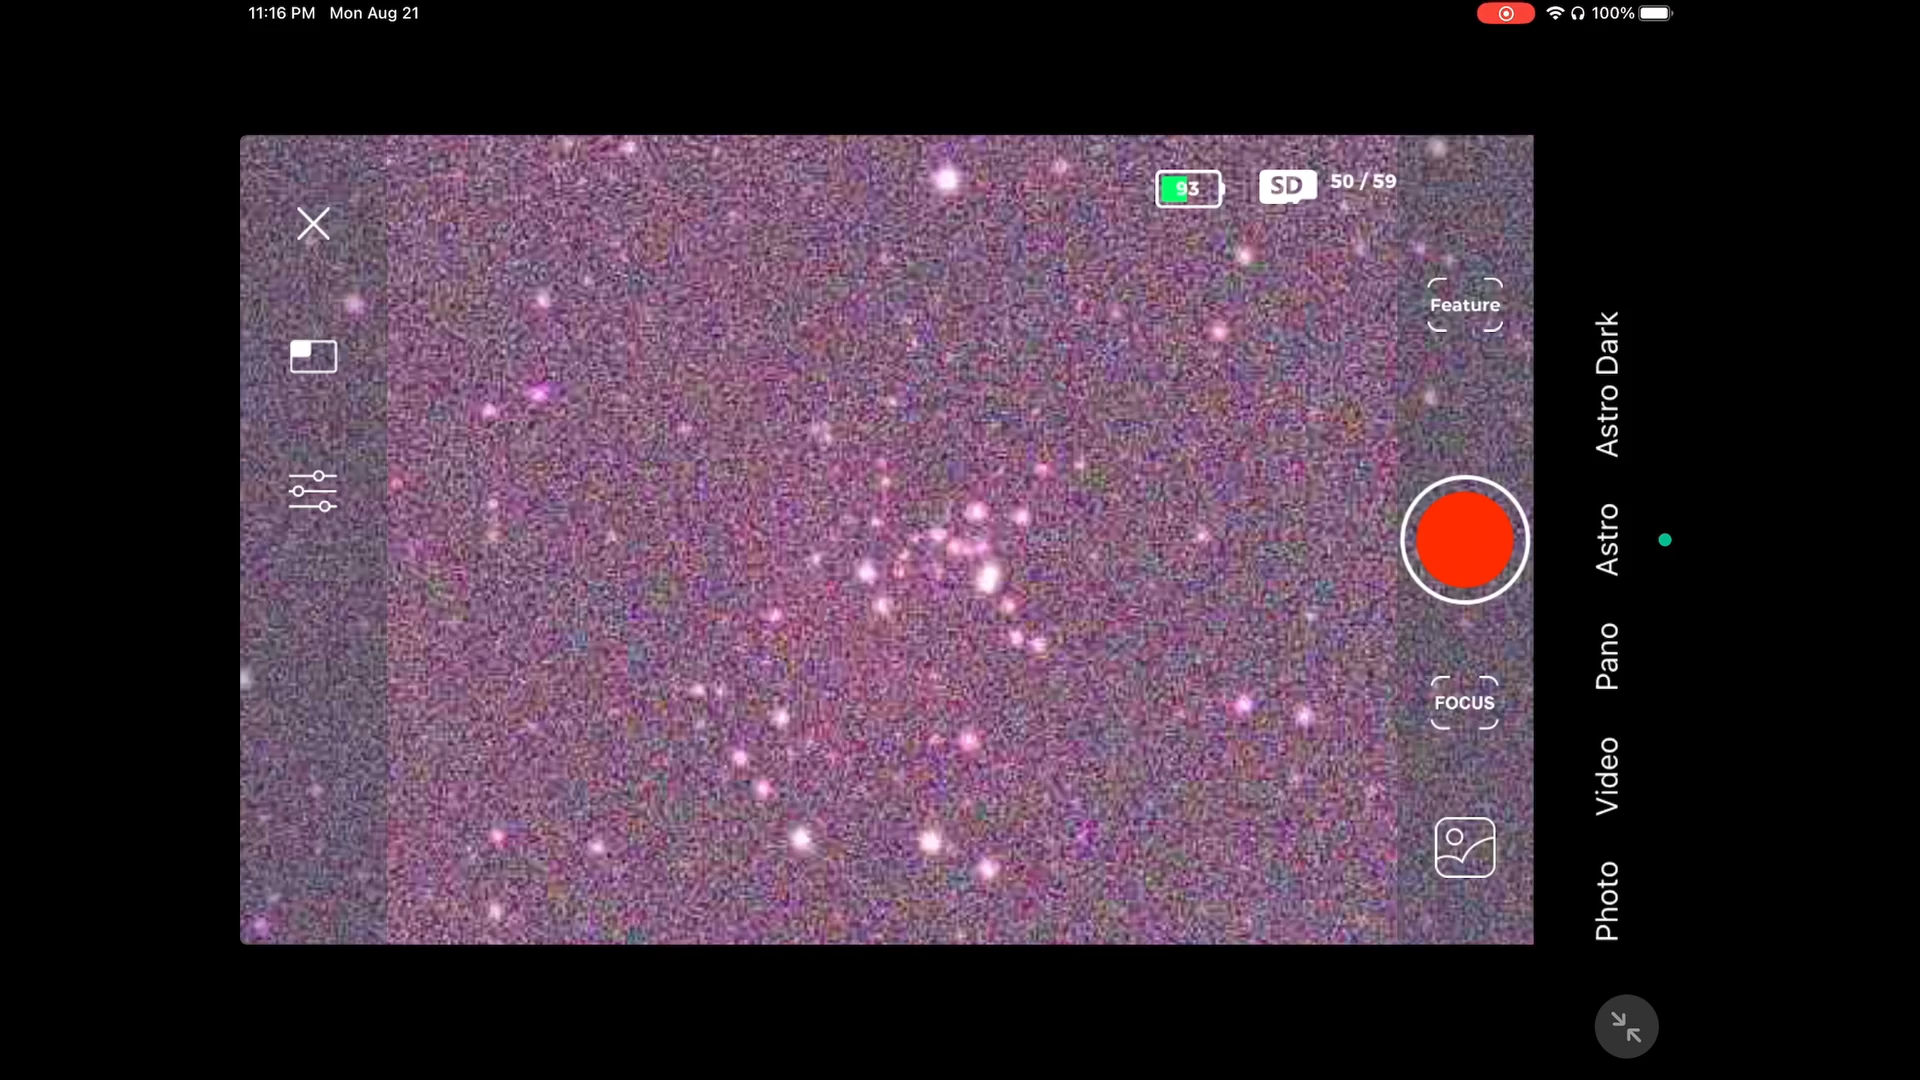 11:16 PM Mon Aug 21
100%
93
SD 50 / 59
Feature
FOCUS
Astro Dark
Astro
Pano
Video
Photo